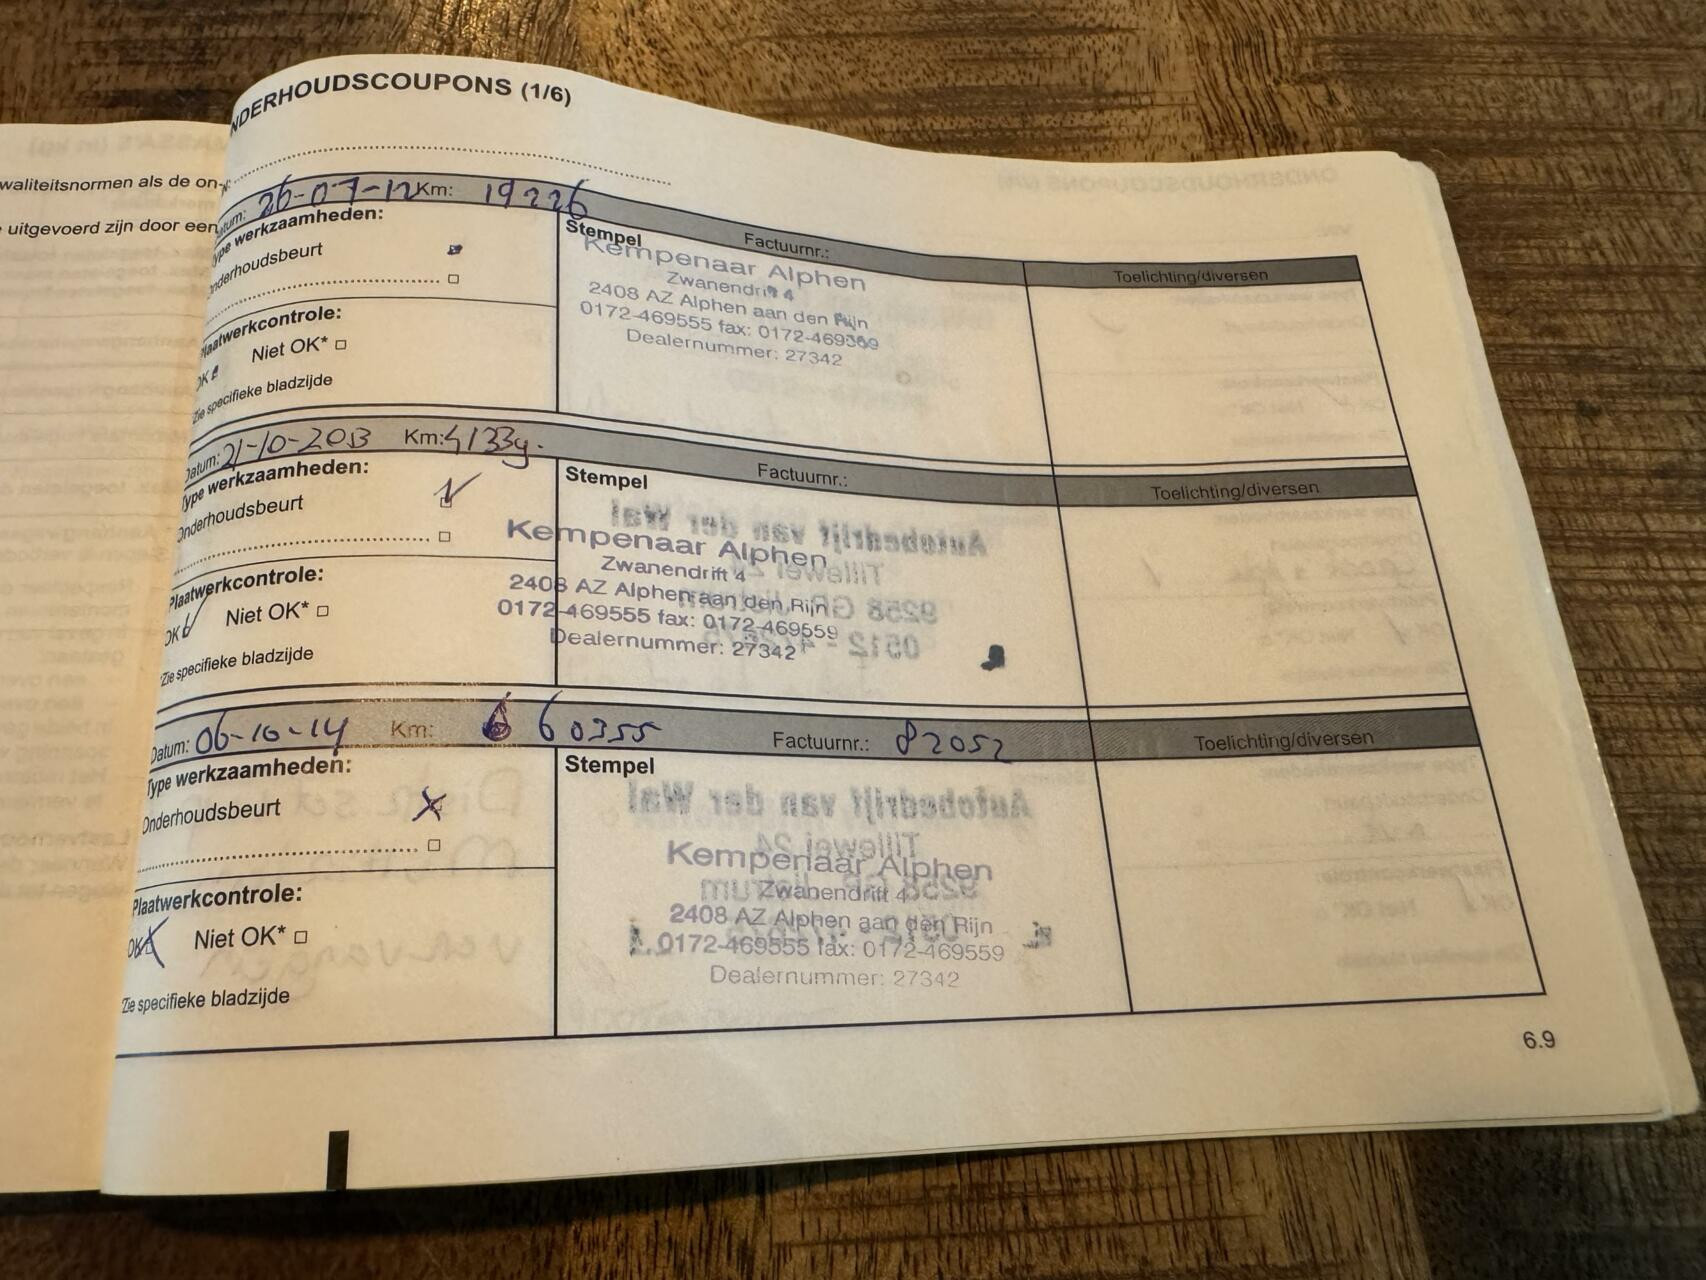 waliteitsnormen als de on-
uitgevoerd zijn door een
NDERHOUDSCOUPONS (1/6)
Datum: 26-07-12 Km: 19226 Factuurnr.: Toelichting/diversen
Type werkzaamheden:
Onderhoudsbeurt
Plaatwerkcontrole:
OK Niet OK*
*Zie specifieke bladzijde
Stempel
Kempenaar Alphen
Zwanendrift 4
2408 AZ Alphen aan den Rijn
0172-469555 fax: 0172-469559
Dealernummer: 27342
Datum: 21-10-2013 Km: 41339. Factuurnr.: Toelichting/diversen
Type werkzaamheden:
Onderhoudsbeurt
Plaatwerkcontrole:
OK Niet OK*
*Zie specifieke bladzijde
Stempel
Kempenaar Alphen
Zwanendrift 4
2408 AZ Alphen aan den Rijn
0172-469555 fax: 0172-469559
Dealernummer: 27342
Datum: 06-10-14 Km: 60355 Factuurnr.: 82052 Toelichting/diversen
Type werkzaamheden:
Onderhoudsbeurt
Plaatwerkcontrole:
OK Niet OK*
*Zie specifieke bladzijde
Stempel
Kempenaar Alphen
Zwanendrift 4
2408 AZ Alphen aan den Rijn
0172-469555 fax: 0172-469559
Dealernummer: 27342
6.9